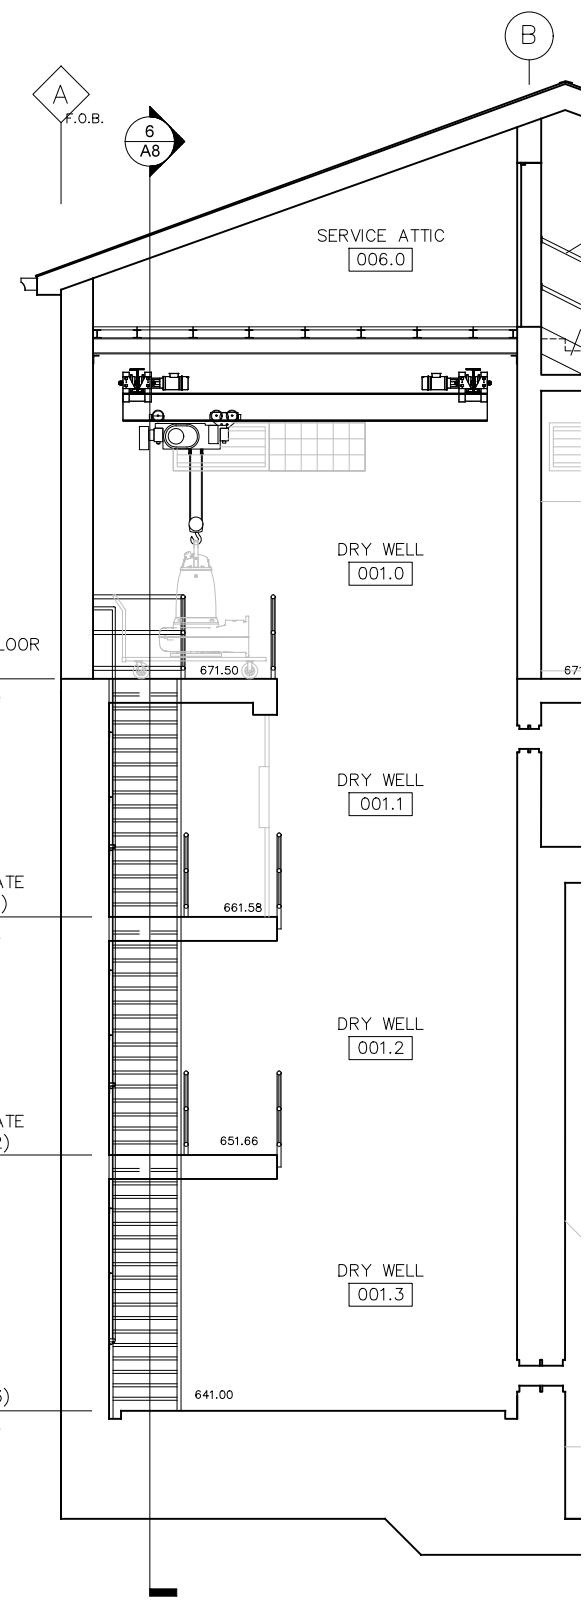 B
A
F.O.B.
6
A8
SERVICE ATTIC
006.0
DRY WELL
001.0
LOOR
671.50
671
DRY WELL
001.1
ATE
)
661.58
DRY WELL
001.2
ATE
2)
651.66
DRY WELL
001.3
3)
641.00